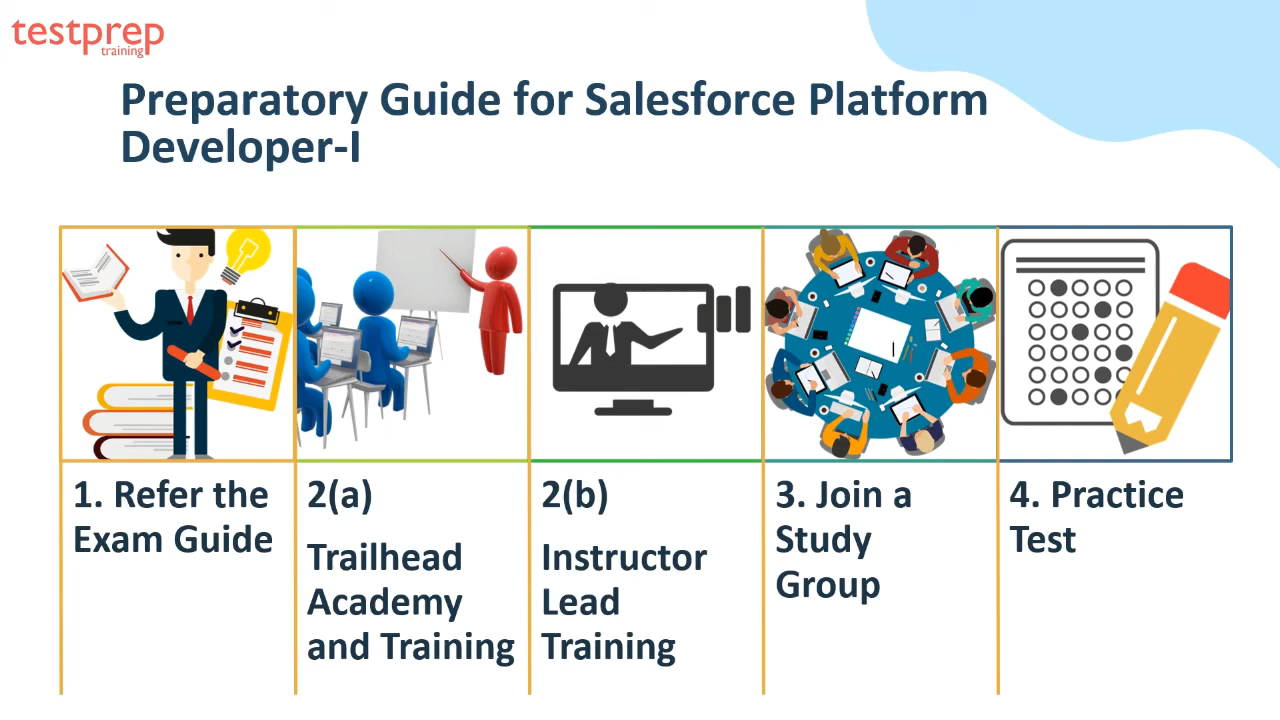 testprep
training
Preparatory Guide for Salesforce Platform
Developer-I
1. Refer the
Exam Guide
2(a)
Trailhead
Academy
and Training
2(b)
Instructor
Lead
Training
3. Join a
Study
Group
4. Practice
Test